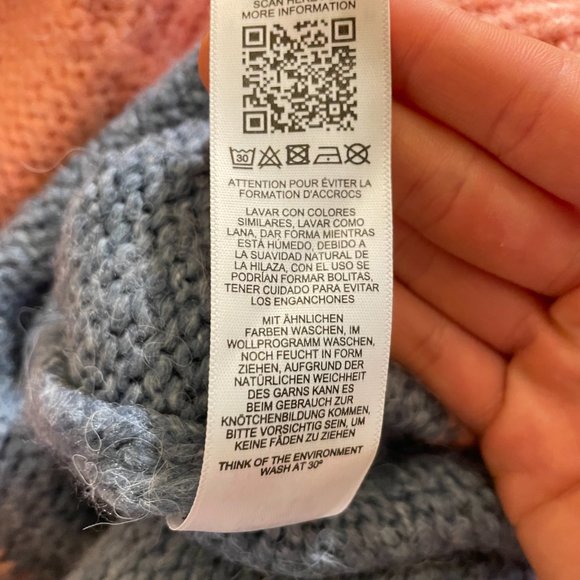 SCAN HERE
MORE INFORMATION
30
ATTENTION POUR ÉVITER LA
FORMATION D'ACCROCS
LAVAR CON COLORES
SIMILARES, LAVAR COMO
LANA, DAR FORMA MIENTRAS
ESTÁ HÚMEDO, DEBIDO A
LA SUAVIDAD NATURAL DE
LA HILAZA, CON EL USO SE
PODRÍAN FORMAR BOLITAS,
TENER CUIDADO PARA EVITAR
LOS ENGANCHONES
MIT ÄHNLICHEN
FARBEN WASCHEN, IM
WOLLPROGRAMM WASCHEN,
NOCH FEUCHT IN FORM
ZIEHEN, AUFGRUND DER
NATÜRLICHEN WEICHHEIT
DES GARNS KANN ES
BEIM GEBRAUCH ZUR
KNÖTCHENBILDUNG KOMMEN,
BITTE VORSICHTIG SEIN, UM
KEINE FÄDEN ZU ZIEHEN
THINK OF THE ENVIRONMENT
WASH AT 30º